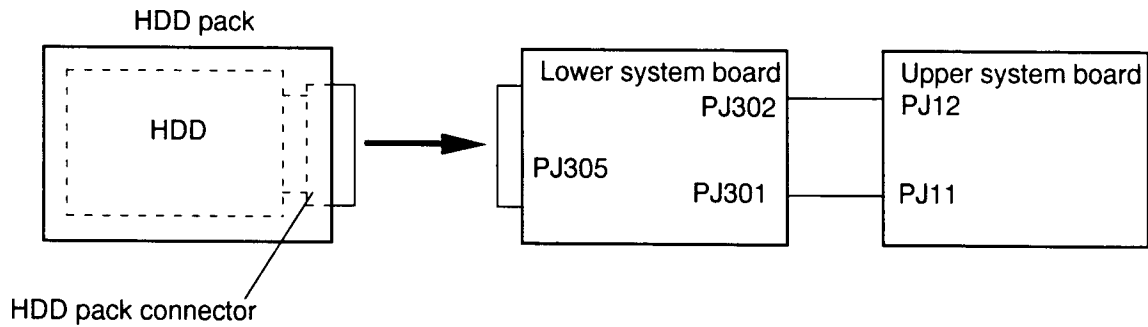 HDD pack
HDD
HDD pack connector
Lower system board
PJ302
PJ305
PJ301
Upper system board
PJ12
PJ11